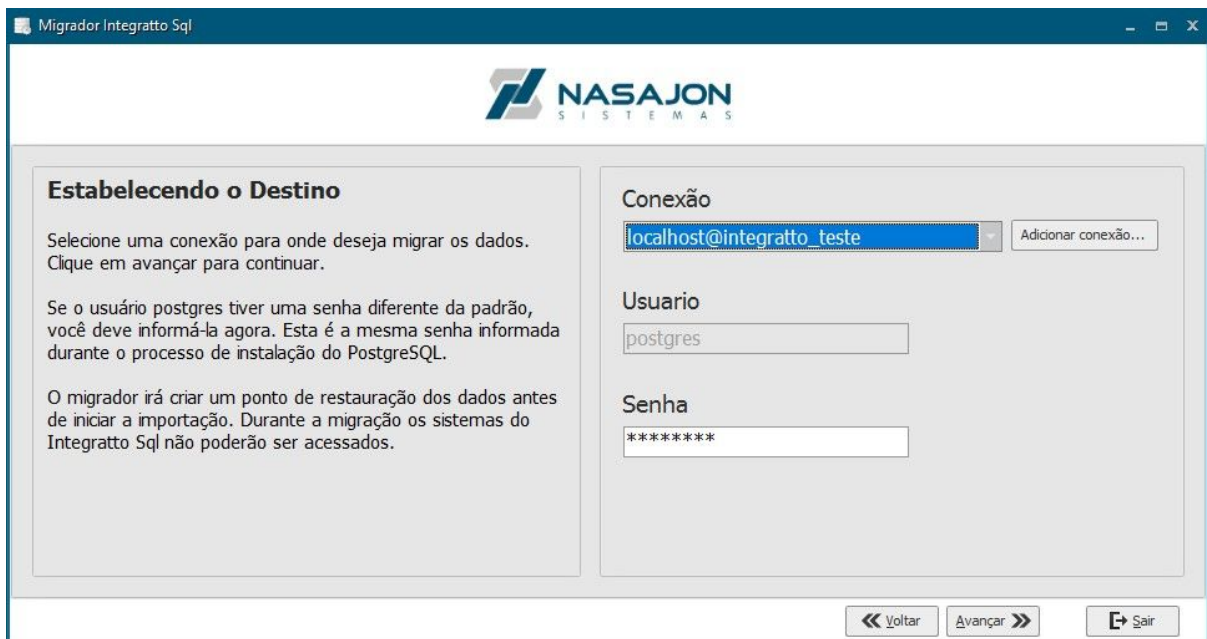 Migrador Integratto Sql
NASAJON
SISTEMAS
Estabelecendo o Destino
Selecione uma conexão para onde deseja migrar os dados.
Clique em avançar para continuar.
Se o usuário postgres tiver uma senha diferente da padrão,
você deve informá-la agora. Esta é a mesma senha informada
durante o processo de instalação do PostgreSQL.
O migrador irá criar um ponto de restauração dos dados antes
de iniciar a importação. Durante a migração os sistemas do
Integratto Sql não poderão ser acessados.
Conexão
localhost@integratto_teste
Adicionar conexão...
Usuario
postgres
Senha
********
Voltar
Avançar
Sair